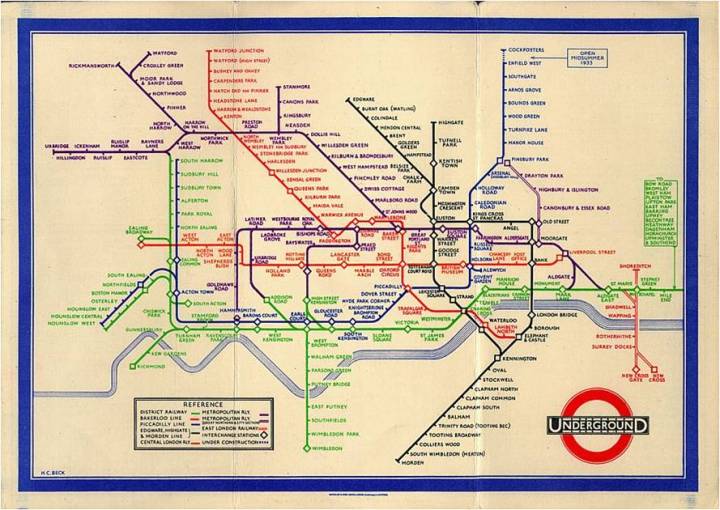 WATFORD
CROXLEY GREEN
RICKMANSWORTH
MOOR PARK
& SANDY LODGE
NORTHWOOD
PINNER
NORTH
HARROW
HARROW
ON THE HILL
WEST
HARROW
NORTHWICK
PARK
PRESTON
ROAD
WEMBLEY
PARK
UXBRIDGE
ICKENHAM
RUISLIP
MANOR
RAYNERS
LANE
HILLINGDON
RUISLIP
EASTCOTE
WATFORD JUNCTION
WATFORD (HIGH STREET)
BUSHEY AND OXHEY
CARPENDERS PARK
HATCH END FOR PINNER
HEADSTONE LANE
HARROW & WEALDSTONE
KENTON
NORTH
WEMBLEY
WEMBLEY FOR SUDBURY
STONEBRIDGE PARK
HARLESDEN
WILLESDEN JUNCTION
KENSAL GREEN
QUEENS PARK
KILBURN PARK
MAIDA VALE
WARWICK AVENUE
PADDINGTON
STANMORE
CANONS PARK
KINGSBURY
NEASDEN
DOLLIS HILL
WILLESDEN GREEN
KILBURN & BRONDESBURY
WEST HAMPSTEAD
FINCHLEY ROAD
SWISS COTTAGE
MARLBORO ROAD
ST JOHNS WOOD
MARYLEBONE
BAKER
STREET
EDGWARE
BURNT OAK (WATLING)
COLINDALE
HENDON CENTRAL
BRENT
GOLDERS
GREEN
HAMPSTEAD
BELSIZE
PARK
CHALK
FARM
HIGHGATE
TUFNELL
PARK
KENTISH
TOWN
CAMDEN
TOWN
MORNINGTON
CRESCENT
EUSTON
COCKFOSTERS
ENFIELD WEST
SOUTHGATE
ARNOS GROVE
BOUNDS GREEN
WOOD GREEN
TURNPIKE LANE
MANOR HOUSE
FINSBURY PARK
OPEN
MIDSUMMER
1933
DRAYTON PARK
ARSENAL
HIGHBURY & ISLINGTON
HOLLOWAY
ROAD
CALEDONIAN
ROAD
CANONBURY & ESSEX ROAD
KINGS CROSS
ST PANCRAS
ANGEL
OLD STREET
MOORGATE
LIVERPOOL STREET
TO
BOW ROAD
BROMLEY
WEST HAM
PLAISTOW
UPTON PARK
EAST HAM
BARKING
UPNEY
BECONTREE
HEATHWAY
DAGENHAM
HORNCHURCH
UPMINSTER
& SOUTHEND
SOUTH HARROW
SUDBURY HILL
SUDBURY TOWN
ALPERTON
PARK ROYAL
NORTH EALING
EALING
BROADWAY
WEST
ACTON
EAST
ACTON
NORTH
ACTON
WOOD
LANE
SHEPHERDS
BUSH
EALING
COMMON
LATIMER
ROAD
LADBROKE
GROVE
WESTBOURNE PARK
ROYAL OAK
BISHOPS ROAD
BAYSWATER
UXBRIDGE
ROAD
HOLLAND
PARK
NOTTING
HILL
QUEENS
ROAD
LANCASTER
GATE
MARBLE
ARCH
PRAED
STREET
OXFORD
CIRCUS
GREAT
PORTLAND
STREET
WARREN
STREET
GOODGE
STREET
EUSTON
SQUARE
RUSSELL
SQUARE
FARRINGDON
ALDERSGATE
HOLBORN
CHANCERY
LANE
POST
OFFICE
BANK
BRITISH
MUSEUM
COVENT
GARDEN
SOUTH EALING
NORTHFIELDS
BOSTON MANOR
OSTERLEY
HOUNSLOW EAST
HOUNSLOW CENTRAL
HOUNSLOW WEST
ACTON TOWN
SOUTH ACTON
CHISWICK
PARK
GUNNERSBURY
KEW GARDENS
RICHMOND
GOLDHAWK
ROAD
HAMMERSMITH
STAMFORD
BROOK
RAVENSCOURT
PARK
TURNHAM
GREEN
BARONS COURT
WEST
KENSINGTON
ADDISON
ROAD
HIGH STREET
KENSINGTON
EARLS
COURT
GLOUCESTER
ROAD
SOUTH
KENSINGTON
KNIGHTSBRIDGE
BROMPTON
ROAD
HYDE PARK CORNER
DOVER STREET
PICCADILLY
LEICESTER
SQUARE
TRAFALGAR
SQUARE
STRAND
SLOANE
SQUARE
VICTORIA
ST JAMES
PARK
WESTMINSTER
CHARING
CROSS
TEMPLE
BLACKFRIARS
MANSION
HOUSE
CANNON
STREET
MONUMENT
MARK
LANE
ALDGATE
ALDGATE
EAST
ST MARYS
STEPNEY
GREEN
WHITECHAPEL
MILE
END
SHOREDITCH
SHADWELL
WAPPING
ROTHERHITHE
SURREY DOCKS
NEW CROSS
GATE
NEW
CROSS
WEST
BROMPTON
WALHAM GREEN
PARSONS GREEN
PUTNEY BRIDGE
EAST PUTNEY
SOUTHFIELDS
WIMBLEDON PARK
WIMBLEDON
WATERLOO
LAMBETH
NORTH
LONDON BRIDGE
BOROUGH
ELEPHANT
& CASTLE
KENNINGTON
OVAL
STOCKWELL
CLAPHAM NORTH
CLAPHAM COMMON
CLAPHAM SOUTH
BALHAM
TRINITY ROAD (TOOTING BEC)
TOOTING BROADWAY
COLLIERS WOOD
SOUTH WIMBLEDON (MERTON)
MORDEN
REFERENCE
DISTRICT RAILWAY
BAKERLOO LINE
PICCADILLY LINE
EDGWARE, HIGHGATE
& MORDEN LINE
CENTRAL LONDON RLY
METROPOLITAN RLY.
METROPOLITAN RLY.
(GREAT NORTHERN & CITY SECTION)
EAST LONDON RAILWAY
INTERCHANGE STATIONS
UNDER CONSTRUCTION
UNDERGROUND
H.C. BECK